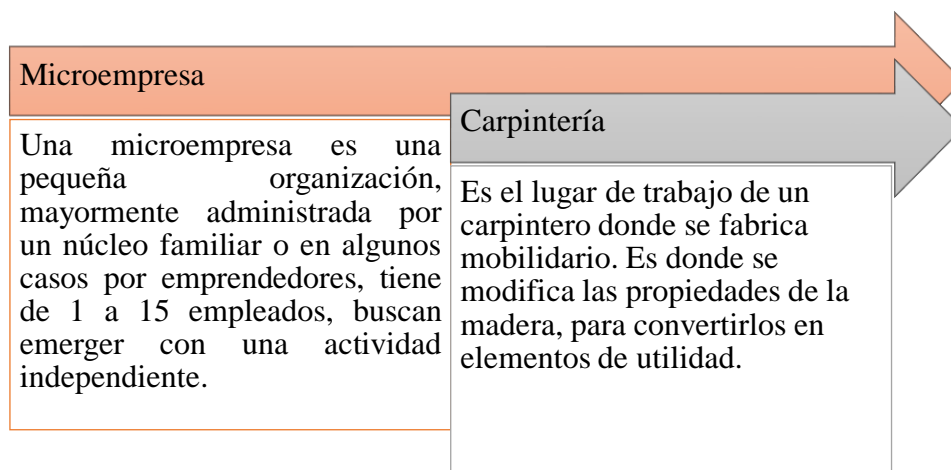 Microempresa
Una microempresa es una
pequeña organización,
mayormente administrada por
un núcleo familiar o en algunos
casos por emprendedores, tiene
de 1 a 15 empleados, buscan
emerger con una actividad
independiente.
Carpintería
Es el lugar de trabajo de un
carpintero donde se fabrica
mobilidario. Es donde se
modifica las propiedades de la
madera, para convertirlos en
elementos de utilidad.